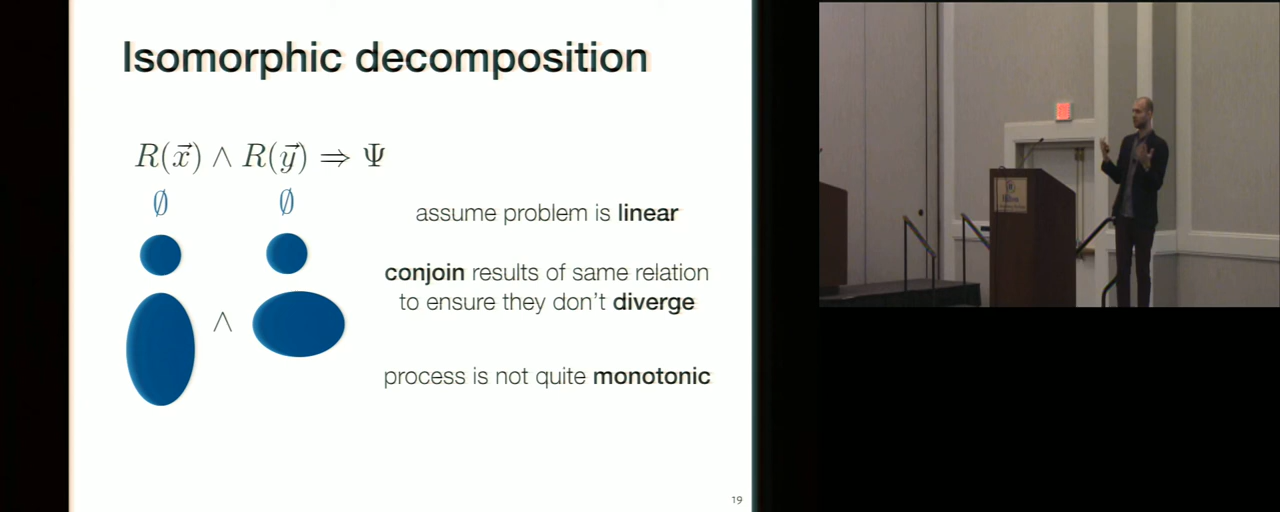 Isomorphic decomposition
R(x⃗) ∧ R(y⃗) ⇒ Ψ
∅ ∅
assume problem is linear
conjoin results of same relation
to ensure they don't diverge
∧
process is not quite monotonic
19
Hilton